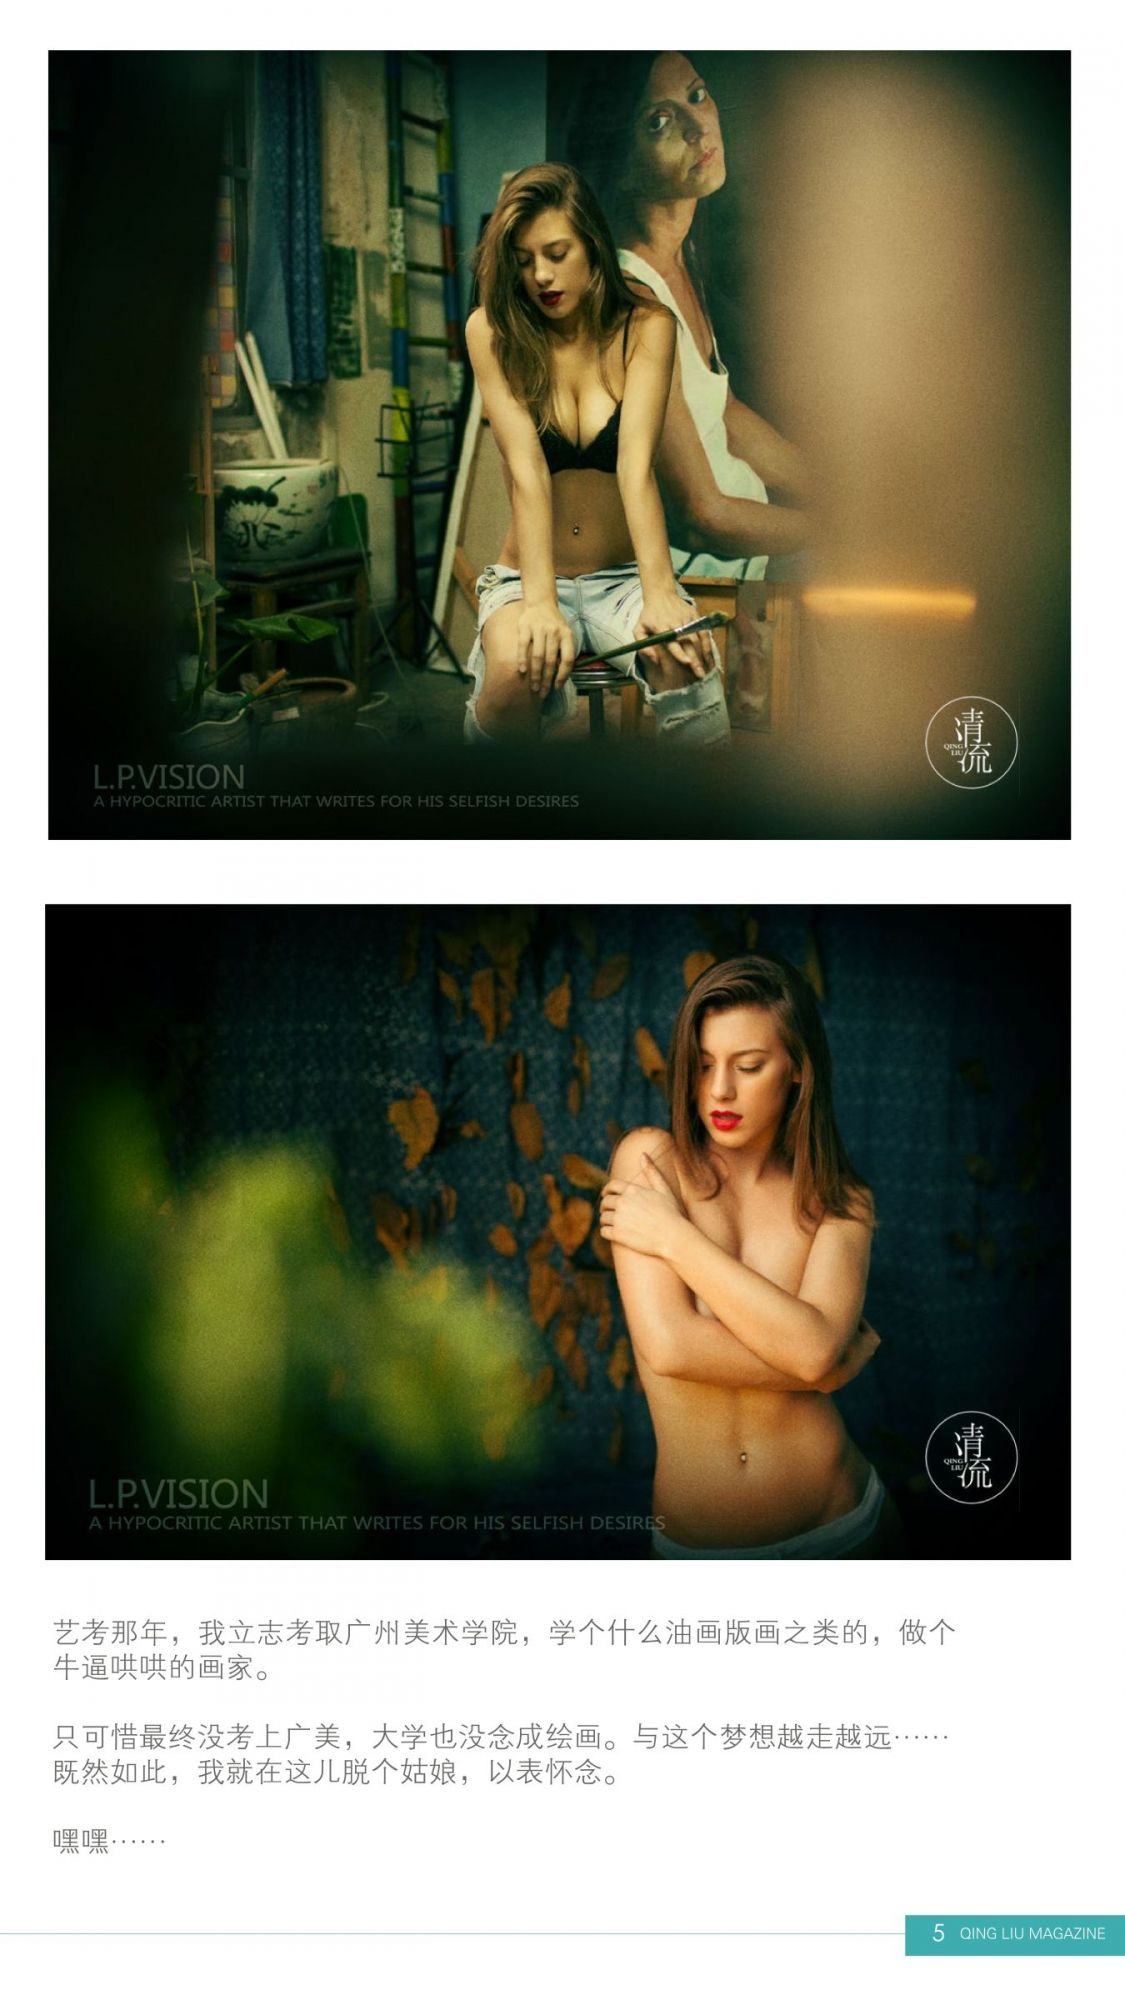 清流
QING
LIU
L.P.VISION
A HYPOCRITIC ARTIST THAT WRITES FOR HIS SELFISH DESIRES
清流
QING
LIU
L.P.VISION
A HYPOCRITIC ARTIST THAT WRITES FOR HIS SELFISH DESIRES
艺考那年，我立志考取广州美术学院，学个什么油画版画之类的，做个
牛逼哄哄的画家。
只可惜最终没考上广美，大学也没念成绘画。与这个梦想越走越远······
既然如此，我就在这儿脱个姑娘，以表怀念。
嘿嘿······
5 QING LIU MAGAZINE